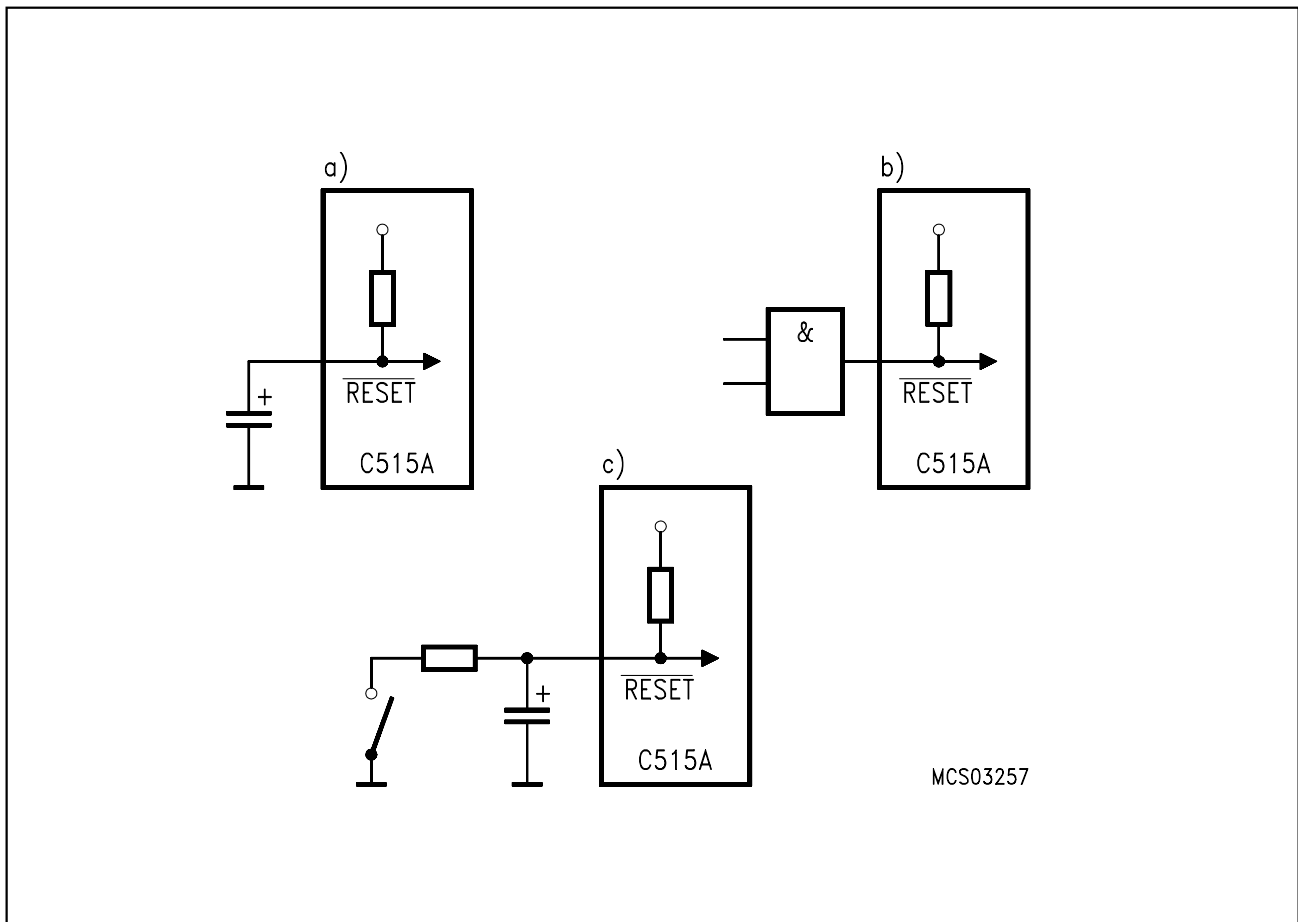 a)
b)
+
RESET
C515A
&
RESET
C515A
c)
+
RESET
C515A
MCS03257